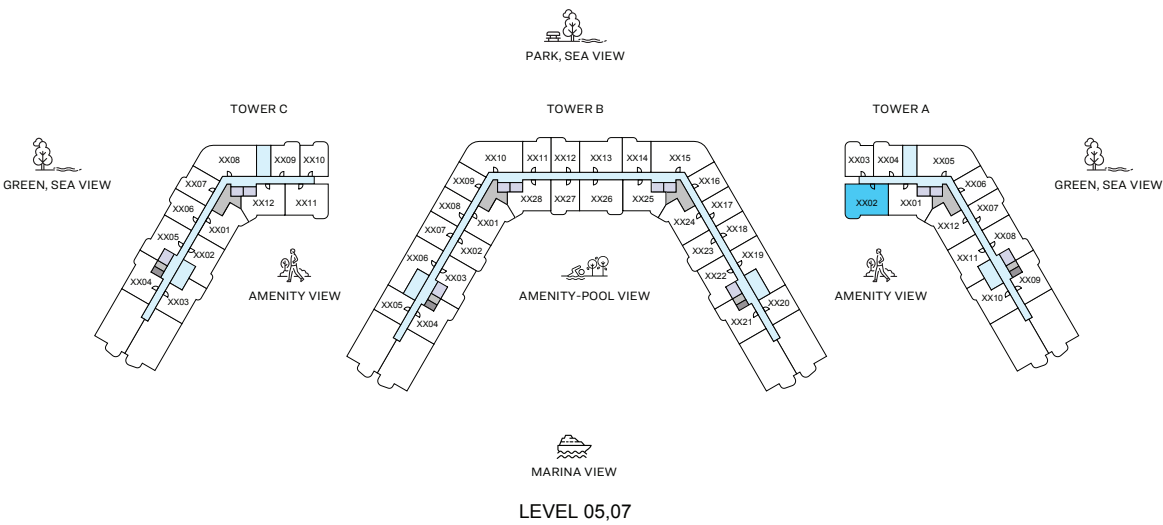 PARK, SEA VIEW
TOWER C
TOWER B
TOWER A
GREEN, SEA VIEW
GREEN, SEA VIEW
XX08
XX09
XX10
XX07
XX12
XX11
XX06
XX01
XX05
XX02
XX04
XX03
XX10
XX11
XX12
XX13
XX14
XX15
XX09
XX16
XX28
XX27
XX26
XX25
XX08
XX17
XX01
XX24
XX07
XX18
XX02
XX23
XX06
XX19
XX03
XX22
XX05
XX20
XX04
XX21
XX03
XX04
XX05
XX06
XX02
XX01
XX07
XX12
XX08
XX11
XX09
XX10
AMENITY VIEW
AMENITY-POOL VIEW
AMENITY VIEW
MARINA VIEW
LEVEL 05,07